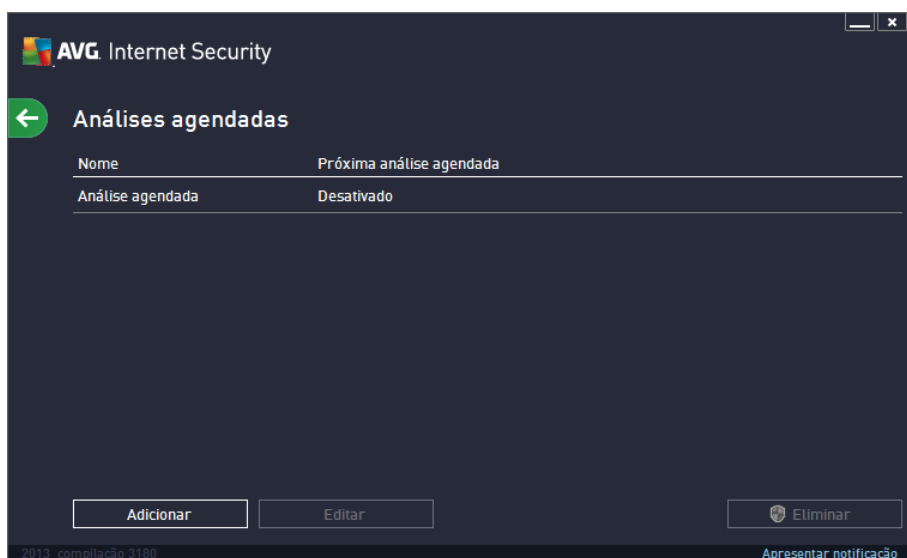 AVG. Internet Security
Análises agendadas
Nome Próxima análise agendada
Análise agendada Desativado
Adicionar Editar Eliminar
2013 compilação 3180 Apresentar notificação